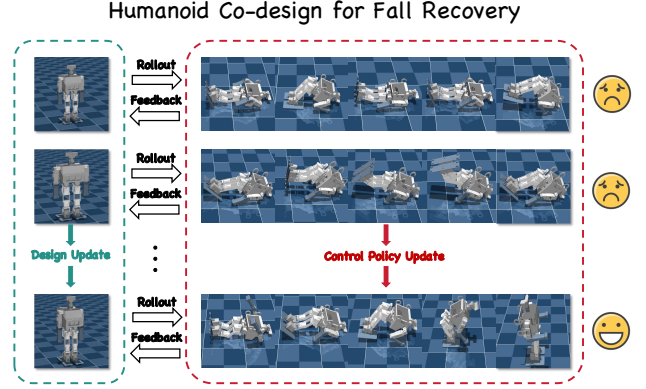 Humanoid Co-design for Fall Recovery
Rollout
Feedback
Rollout
Feedback
Design Update
Control Policy Update
Rollout
Feedback